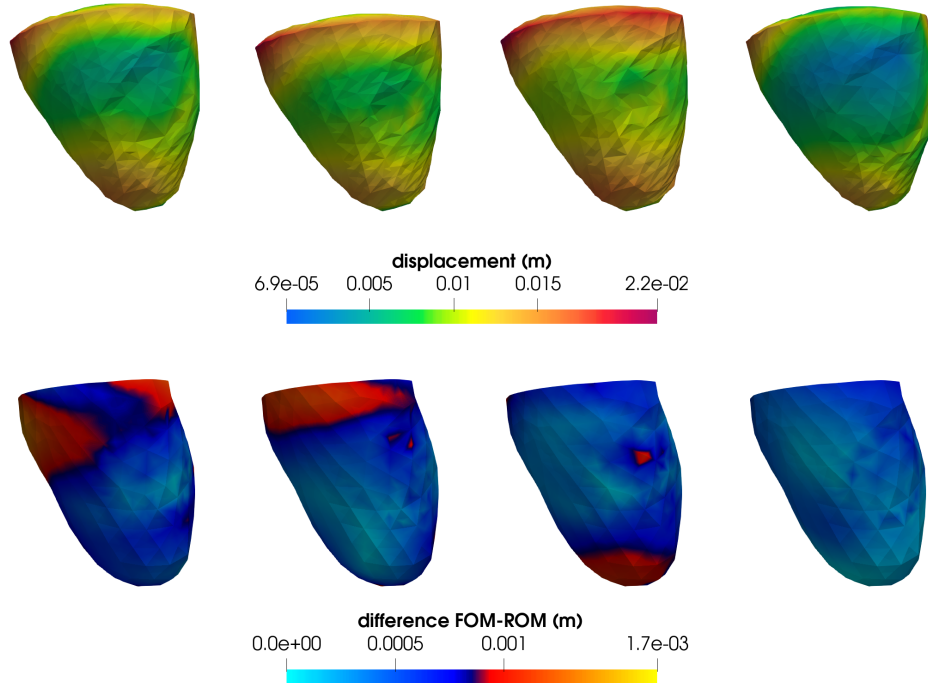 displacement (m)
6.9e-05 0.005 0.01 0.015 2.2e-02
difference FOM-ROM (m)
0.0e+00 0.0005 0.001 1.7e-03